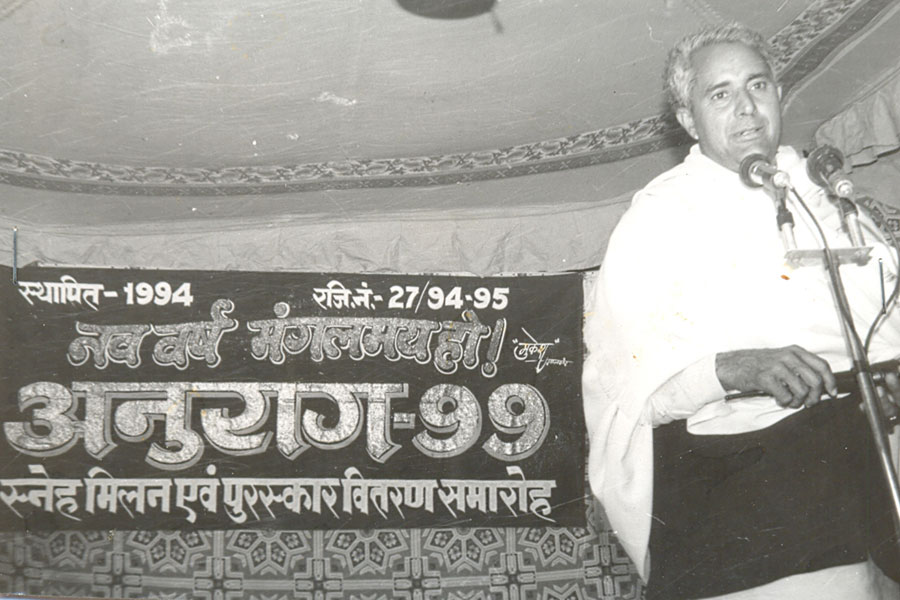 स्थापित-1994 रजि.नं.- 27/94-95
नव वर्ष मंगलमय हो!
"मुकेश"
अनुराग-99
स्नेह मिलन एवं पुरस्कार वितरण समारोह